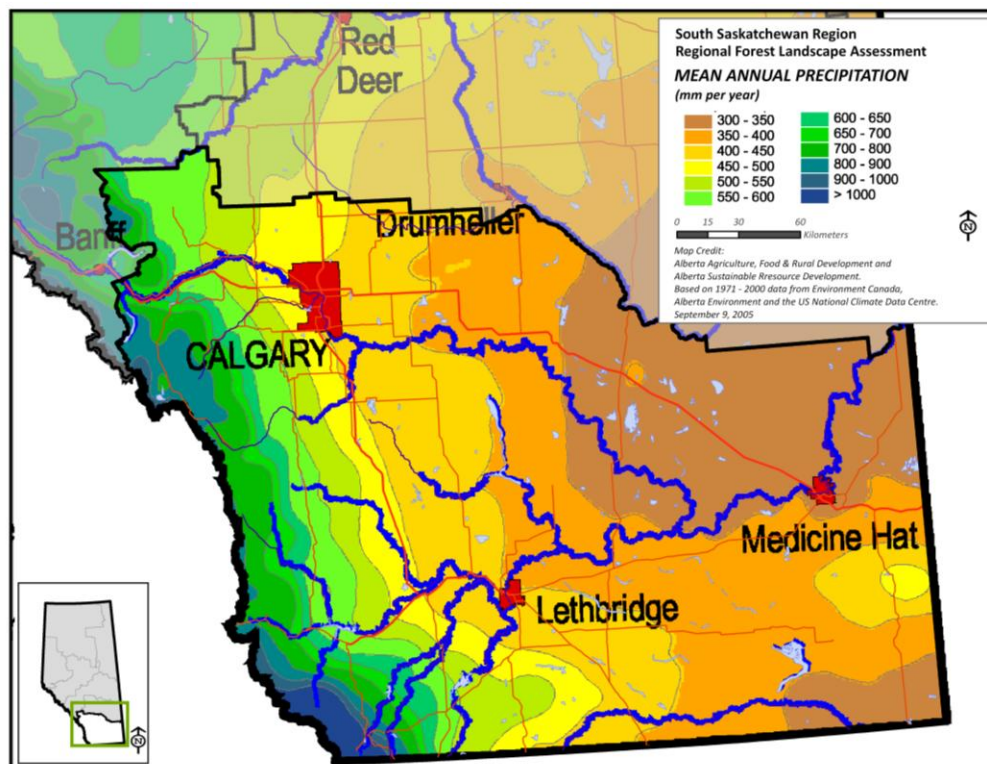 South Saskatchewan Region
Regional Forest Landscape Assessment
MEAN ANNUAL PRECIPITATION
(mm per year)
300 - 350
350 - 400
400 - 450
450 - 500
500 - 550
550 - 600
600 - 650
650 - 700
700 - 800
800 - 900
900 - 1000
> 1000
0 15 30 60
Kilometers
Map Credit:
Alberta Agriculture, Food & Rural Development and
Alberta Sustainable Rresource Development.
Based on 1971 - 2000 data from Environment Canada,
Alberta Environment and the US National Climate Data Centre.
September 9, 2005
N
Red
Deer
Drumheller
Banff
CALGARY
Medicine Hat
Lethbridge
N